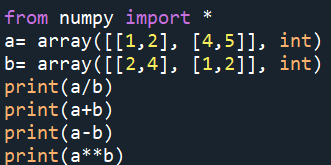 from numpy import *
a= array([[1,2], [4,5]], int)
b= array([[2,4], [1,2]], int)
print(a/b)
print(a+b)
print(a-b)
print(a**b)